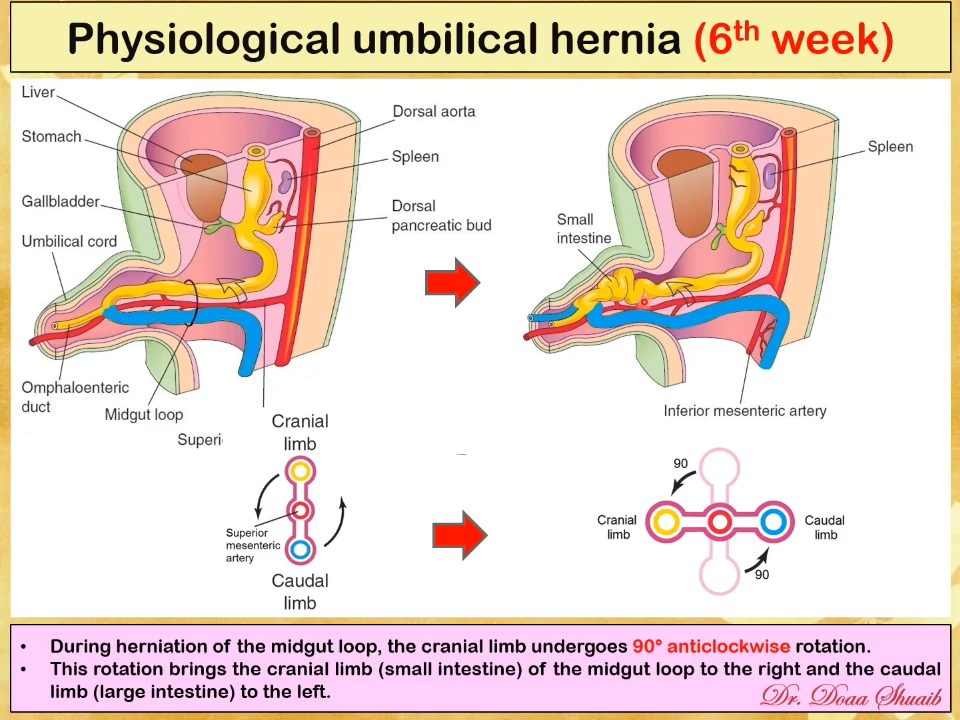 Physiological umbilical hernia (6th week)
Liver
Stomach
Gallbladder
Umbilical cord
Omphaloenteric
duct
Midgut loop
Superi
Dorsal aorta
Spleen
Dorsal
pancreatic bud
Small
intestine
Spleen
Inferior mesenteric artery
Cranial
limb
Superior
mesenteric
artery
Caudal
limb
90
Cranial
limb
Caudal
limb
90
• During herniation of the midgut loop, the cranial limb undergoes 90° anticlockwise rotation.
• This rotation brings the cranial limb (small intestine) of the midgut loop to the right and the caudal
limb (large intestine) to the left.
Dr. Doaa Shuaib